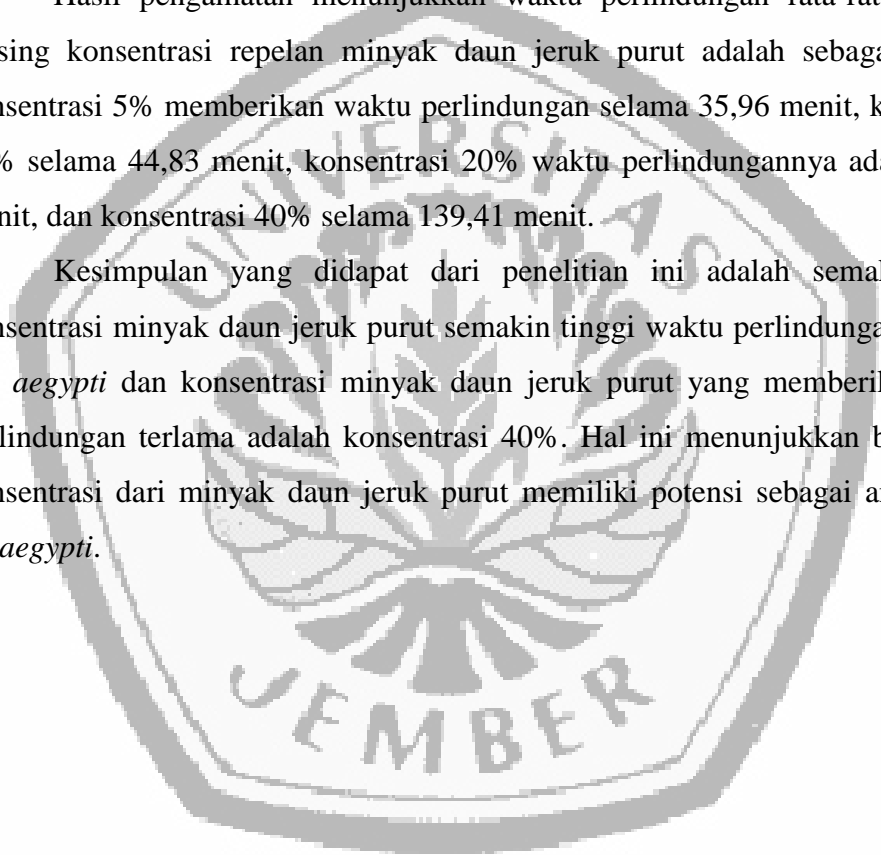 Hasil pengamatan menunjukkan waktu perlindungan rata-rata
sing konsentrasi repelan minyak daun jeruk purut adalah sebaga
nsentrasi 5% memberikan waktu perlindungan selama 35,96 menit, k
% selama 44,83 menit, konsentrasi 20% waktu perlindungannya ada
nit, dan konsentrasi 40% selama 139,41 menit.
Kesimpulan yang didapat dari penelitian ini adalah semak
nsentrasi minyak daun jeruk purut semakin tinggi waktu perlindunga
aegypti dan konsentrasi minyak daun jeruk purut yang memberik
lindungan terlama adalah konsentrasi 40%. Hal ini menunjukkan b
nsentrasi dari minyak daun jeruk purut memiliki potensi sebagai an
aegypti.
UNIVERSITAS
JEMBER